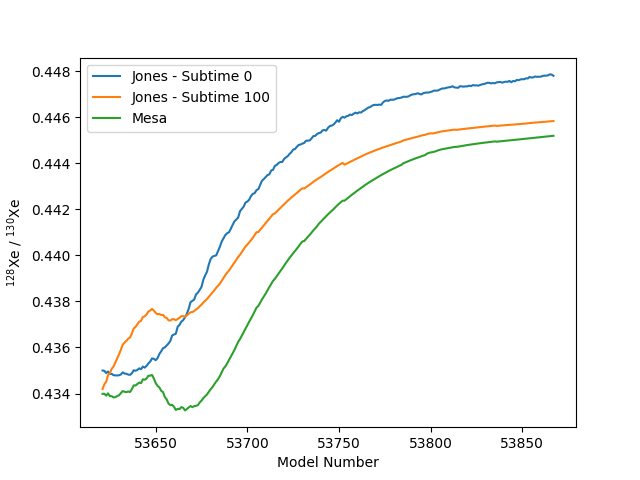 Jones - Subtime 0
Jones - Subtime 100
Mesa
0.448
0.446
0.444
0.442
0.440
0.438
0.436
0.434
¹²⁸Xe / ¹³⁰Xe
53650 53700 53750 53800 53850
Model Number